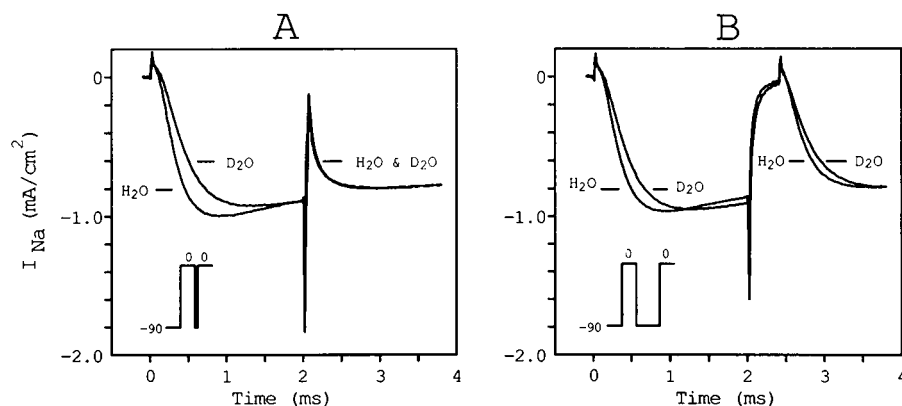 A
B
I Na (mA/cm²)
0
-1.0
-2.0
H₂O
D₂O
H₂O & D₂O
0 0
-90
0 1 2 3 4
Time (ms)
0
-1.0
-2.0
H₂O
D₂O
H₂O
D₂O
0 0
-90
0 1 2 3 4
Time (ms)